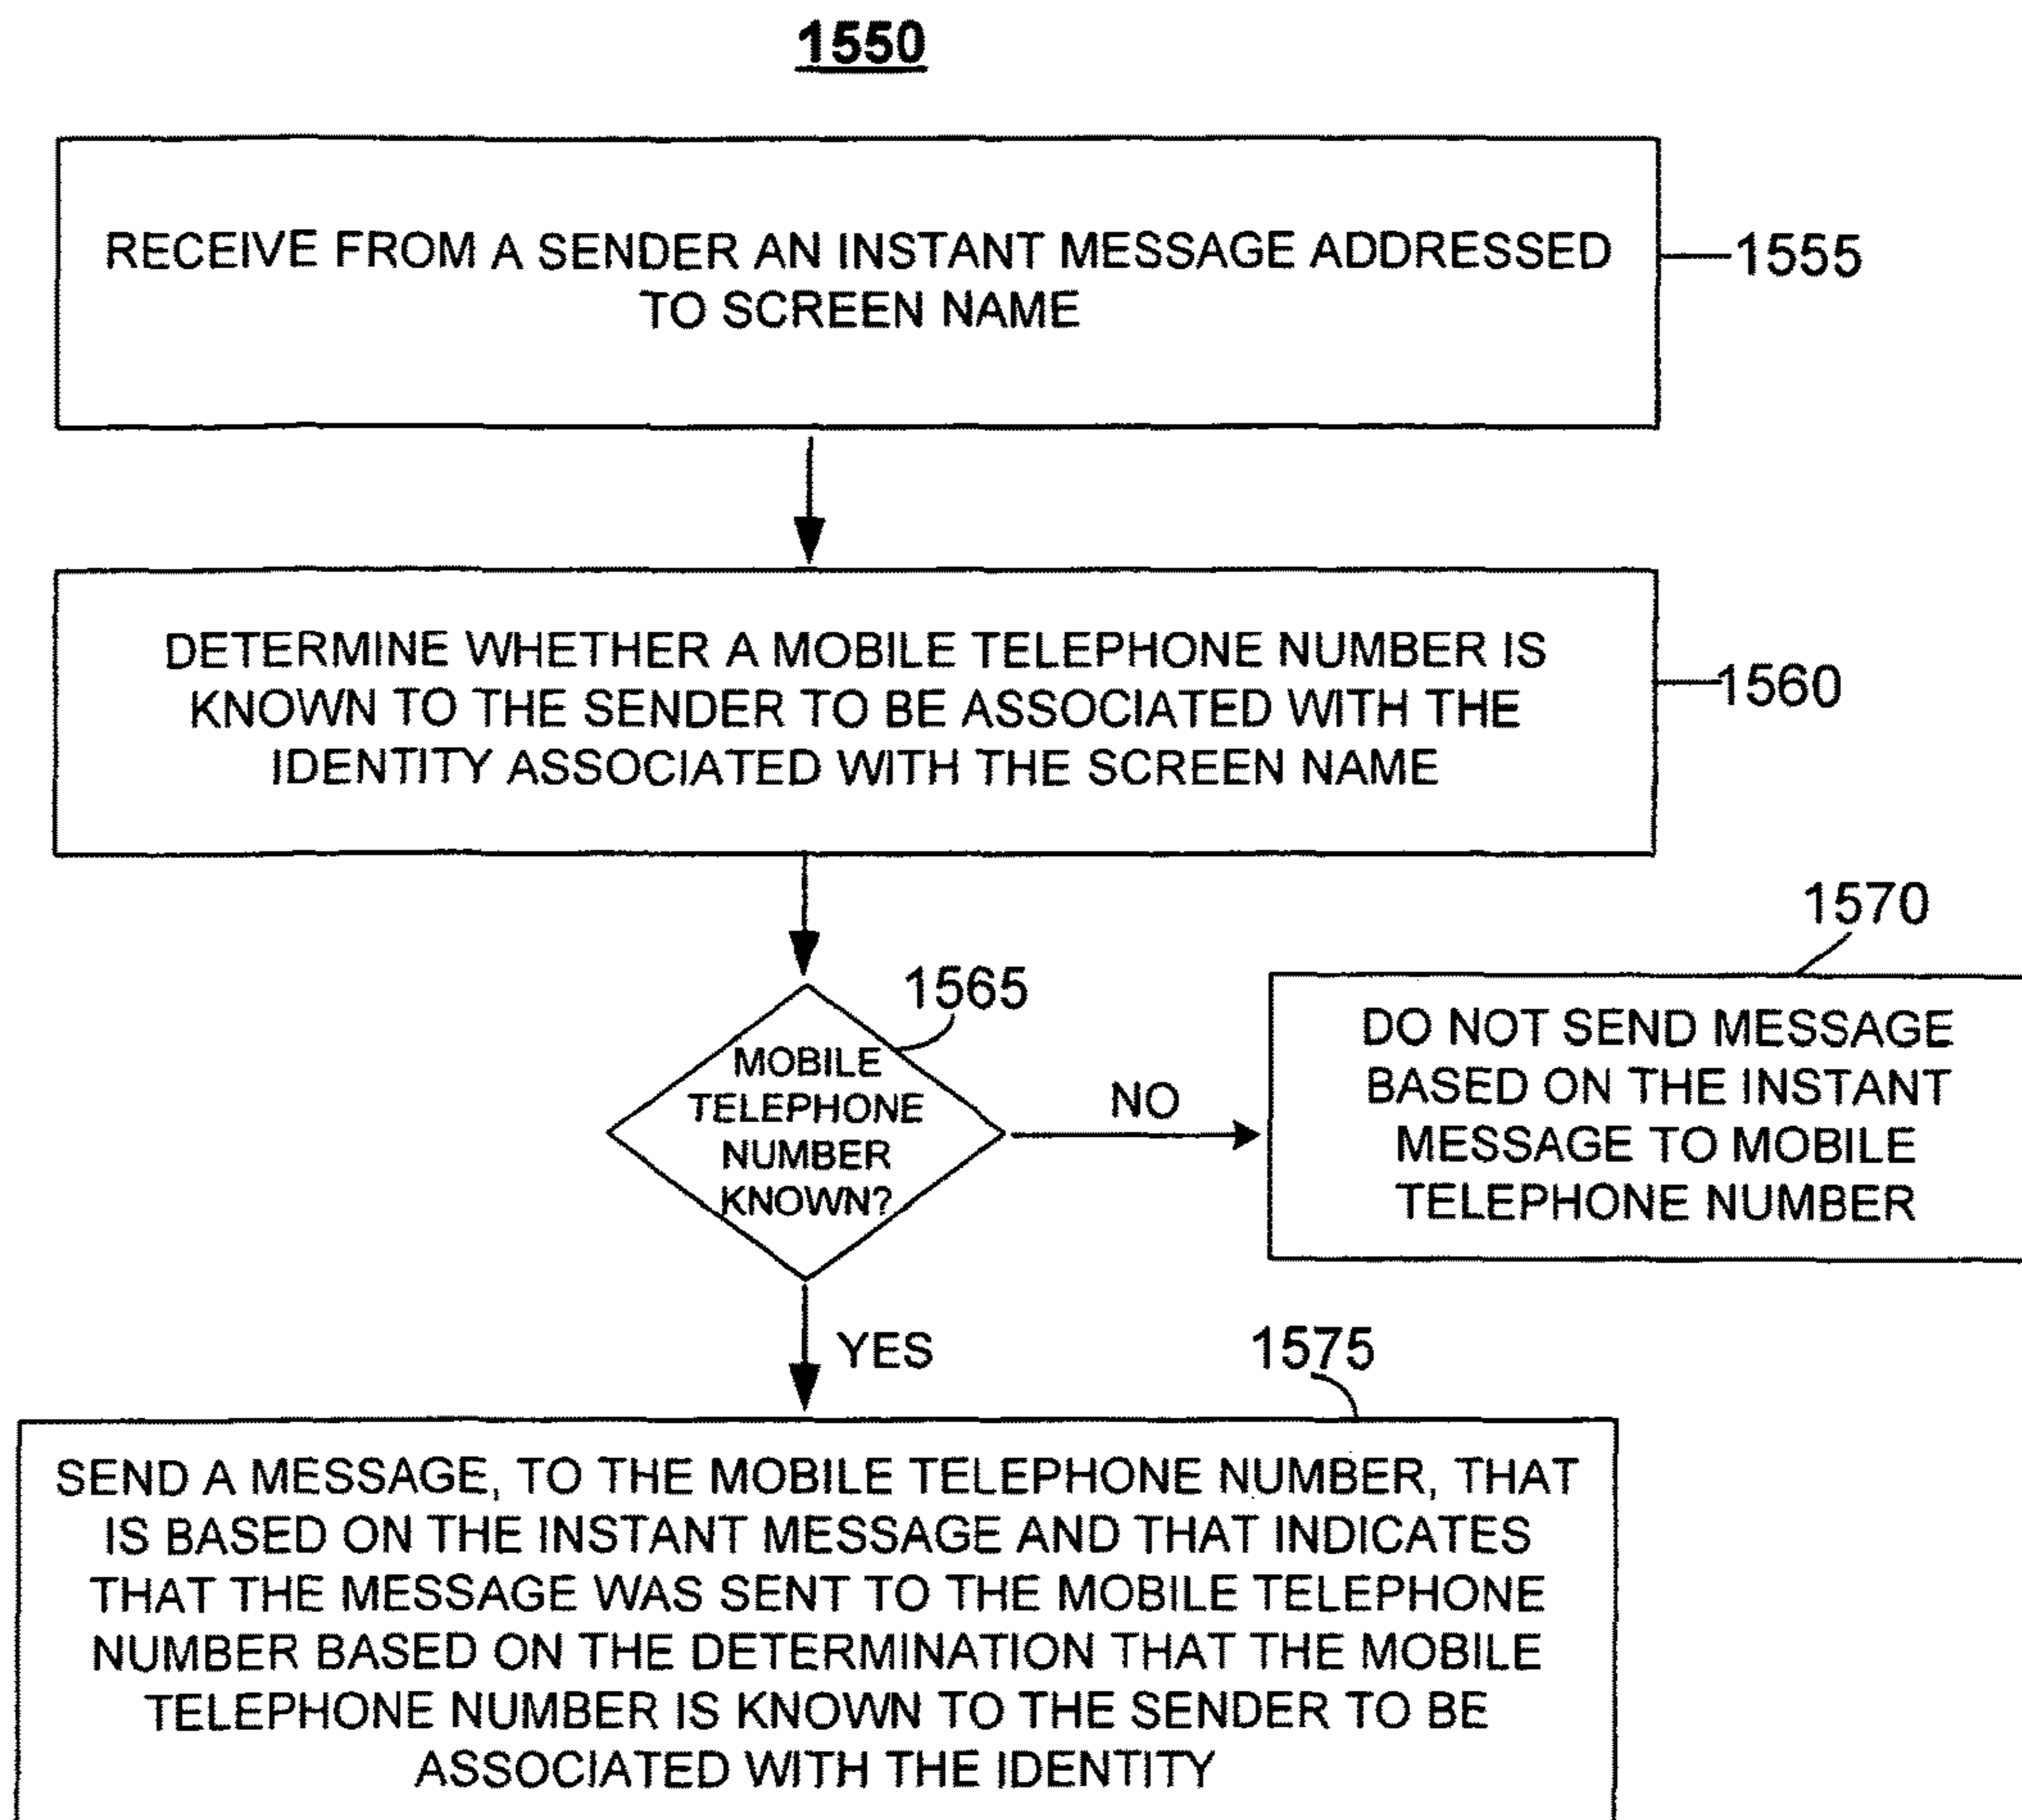 1550
RECEIVE FROM A SENDER AN INSTANT MESSAGE ADDRESSED
TO SCREEN NAME
1555
DETERMINE WHETHER A MOBILE TELEPHONE NUMBER IS
KNOWN TO THE SENDER TO BE ASSOCIATED WITH THE
IDENTITY ASSOCIATED WITH THE SCREEN NAME
1560
1565
MOBILE
TELEPHONE
NUMBER
KNOWN?
NO
1570
DO NOT SEND MESSAGE
BASED ON THE INSTANT
MESSAGE TO MOBILE
TELEPHONE NUMBER
YES
1575
SEND A MESSAGE, TO THE MOBILE TELEPHONE NUMBER, THAT
IS BASED ON THE INSTANT MESSAGE AND THAT INDICATES
THAT THE MESSAGE WAS SENT TO THE MOBILE TELEPHONE
NUMBER BASED ON THE DETERMINATION THAT THE MOBILE
TELEPHONE NUMBER IS KNOWN TO THE SENDER TO BE
ASSOCIATED WITH THE IDENTITY